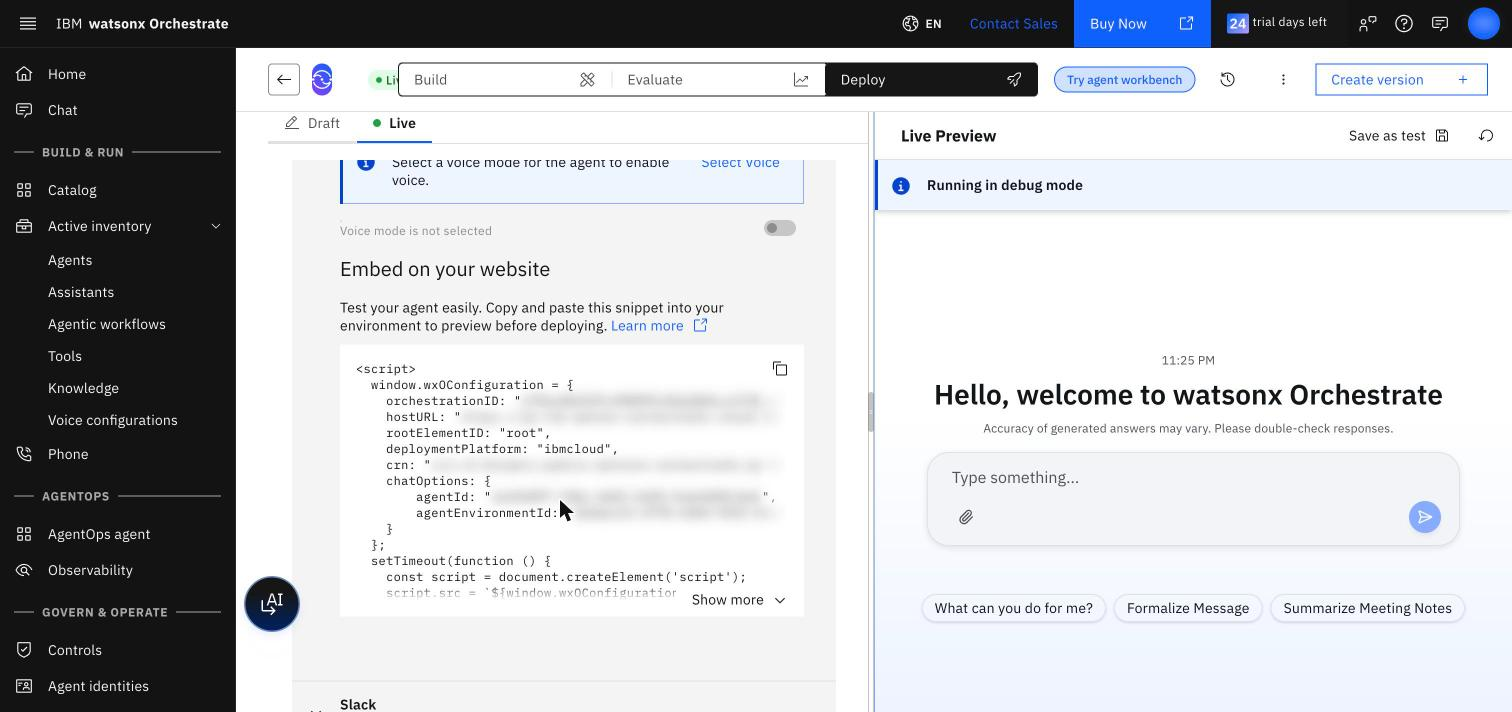 IBM watsonx Orchestrate
EN
Contact Sales
Buy Now
24 trial days left
Home
Chat
BUILD & RUN
Catalog
Active inventory
Agents
Assistants
Agentic workflows
Tools
Knowledge
Voice configurations
Phone
AGENTOPS
AgentOps agent
Observability
GOVERN & OPERATE
Controls
Agent identities
Build
Evaluate
Deploy
Try agent workbench
Create version +
Draft
Live
Select a voice mode for the agent to enable
voice.
Select Voice
Voice mode is not selected
Embed on your website
Test your agent easily. Copy and paste this snippet into your
environment to preview before deploying. Learn more
<script>
window.wxOConfiguration = {
orchestrationID: "
hostURL: "
rootElementID: "root",
deploymentPlatform: "ibmcloud",
crn: "
chatOptions: {
agentId: " ",
agentEnvironmentId:
}
};
setTimeout(function () {
const script = document.createElement('script');
script.src = `${window.wxOConfiguration
Show more
AI
Slack
Live Preview
Save as test
Running in debug mode
11:25 PM
Hello, welcome to watsonx Orchestrate
Accuracy of generated answers may vary. Please double-check responses.
Type something...
What can you do for me?
Formalize Message
Summarize Meeting Notes